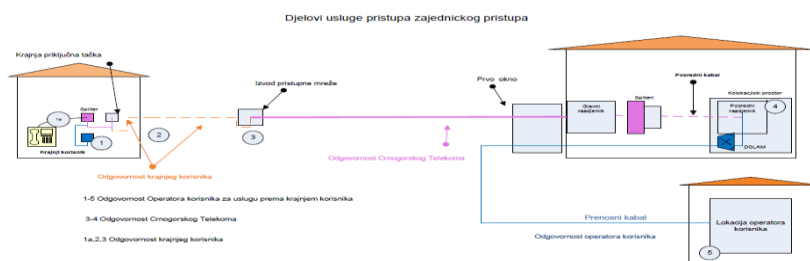 Djelovi usluge pristupa zajednickog pristupa
Krajnja priključna tačka
Izvod pristupne mreže
Prvo okno
Posredni kabal
Kolokacijski prostor
Spliter
Glavni razdjelnik
Spliteri
Posredni razdjelnik
4
1a
1
2
3
Krajnji korisnik
DSLAM
Odgovornost Crnogorskog Telekoma
Odgovornost krajnjeg korisnika
1-5 Odgovornost Operatora korisnika za uslugu prema krajnjem korisnika
3-4 Odgovornost Crnogorskog Telekoma
1a,2,3 Odgovornost krajnjeg korisnika
Prenosni kabal
Odgovornost operatora korisnika
Lokacija operatora
korisnika
5